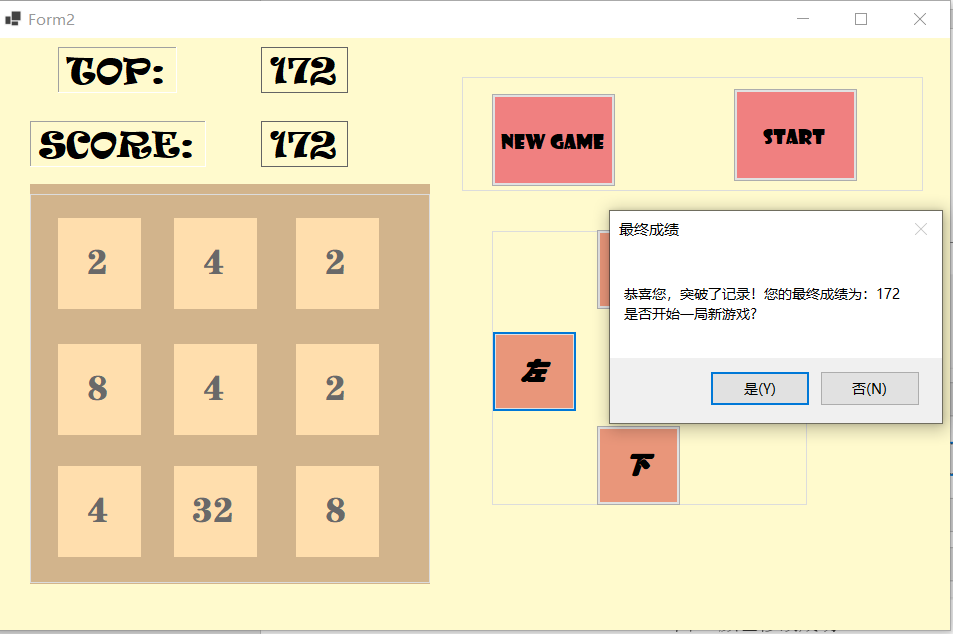 Form2
TOP: 172
SCORE: 172
NEW GAME START
2 4 2
8 4 2
4 32 8
左
下
最终成绩
恭喜您，突破了记录！您的最终成绩为：172
是否开始一局新游戏？
是(Y) 否(N)